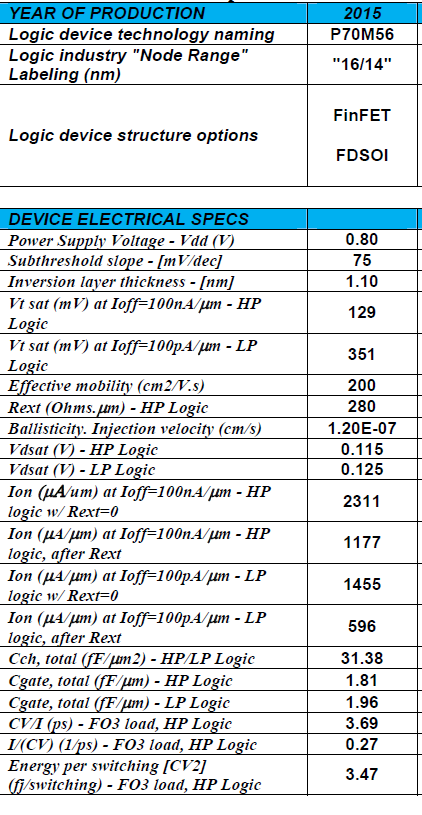 YEAR OF PRODUCTION 2015
Logic device technology naming P70M56
Logic industry "Node Range"
Labeling (nm) "16/14"
Logic device structure options FinFET
FDSOI
DEVICE ELECTRICAL SPECS
Power Supply Voltage - Vdd (V) 0.80
Subthreshold slope - [mV/dec] 75
Inversion layer thickness - [nm] 1.10
Vt sat (mV) at Ioff=100nA/μm - HP
Logic 129
Vt sat (mV) at Ioff=100pA/μm - LP
Logic 351
Effective mobility (cm2/V.s) 200
Rext (Ohms.μm) - HP Logic 280
Ballisticity. Injection velocity (cm/s) 1.20E-07
Vdsat (V) - HP Logic 0.115
Vdsat (V) - LP Logic 0.125
Ion (μA/um) at Ioff=100nA/μm - HP
logic w/ Rext=0 2311
Ion (μA/μm) at Ioff=100nA/μm - HP
logic, after Rext 1177
Ion (μA/μm) at Ioff=100pA/μm - LP
logic w/ Rext=0 1455
Ion (μA/μm) at Ioff=100pA/μm - LP
logic, after Rext 596
Cch, total (fF/μm2) - HP/LP Logic 31.38
Cgate, total (fF/μm) - HP Logic 1.81
Cgate, total (fF/μm) - LP Logic 1.96
CV/I (ps) - FO3 load, HP Logic 3.69
I/(CV) (1/ps) - FO3 load, HP Logic 0.27
Energy per switching [CV2]
(fj/switching) - FO3 load, HP Logic 3.47